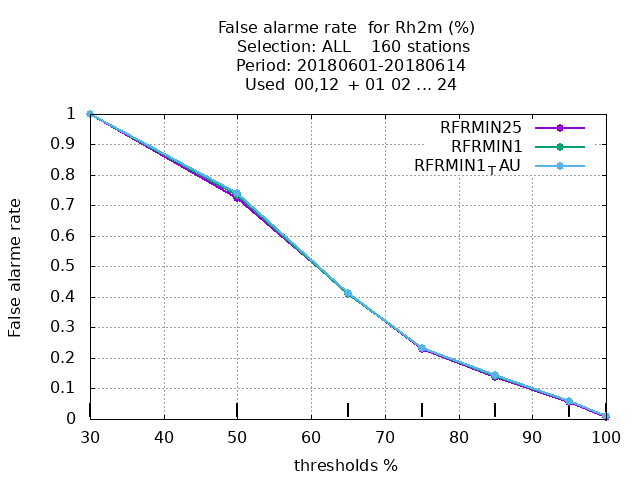 False alarme rate  for Rh2m (%)
Selection: ALL    160 stations
Period: 20180601-20180614
Used  00,12  + 01 02 ... 24
RFRMIN25
RFRMIN1
RFRMIN1TAU
1
0.9
0.8
0.7
0.6
0.5
0.4
0.3
0.2
0.1
0
False alarme rate
30 40 50 60 70 80 90 100
thresholds %